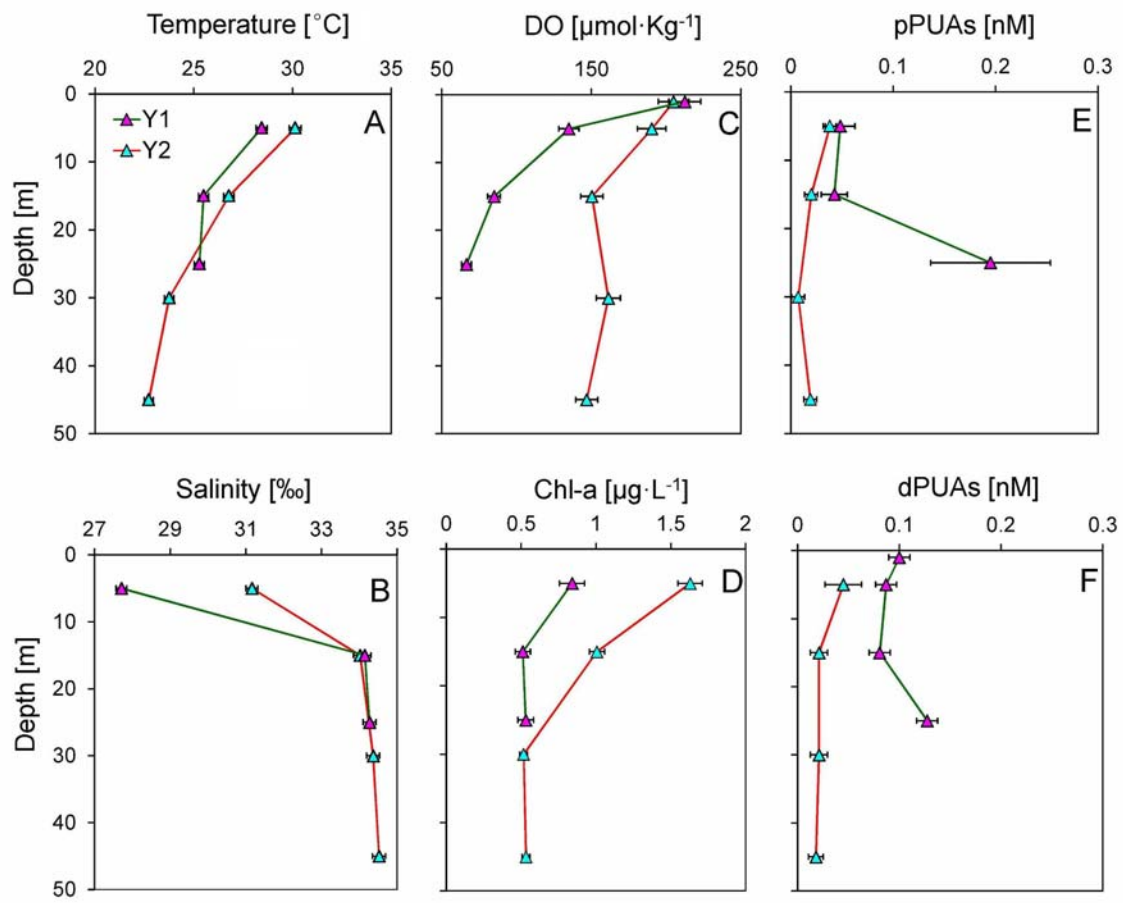 Temperature [°C]
20 25 30 35
0
10
20
30
40
50
Depth [m]
Y1
Y2
A
DO [µmol·Kg⁻¹]
50 150 250
C
pPUAs [nM]
0 0.1 0.2 0.3
E
Salinity [‰]
27 29 31 33 35
0
10
20
30
40
50
Depth [m]
B
Chl-a [µg·L⁻¹]
0 0.5 1 1.5 2
D
dPUAs [nM]
0 0.1 0.2 0.3
F